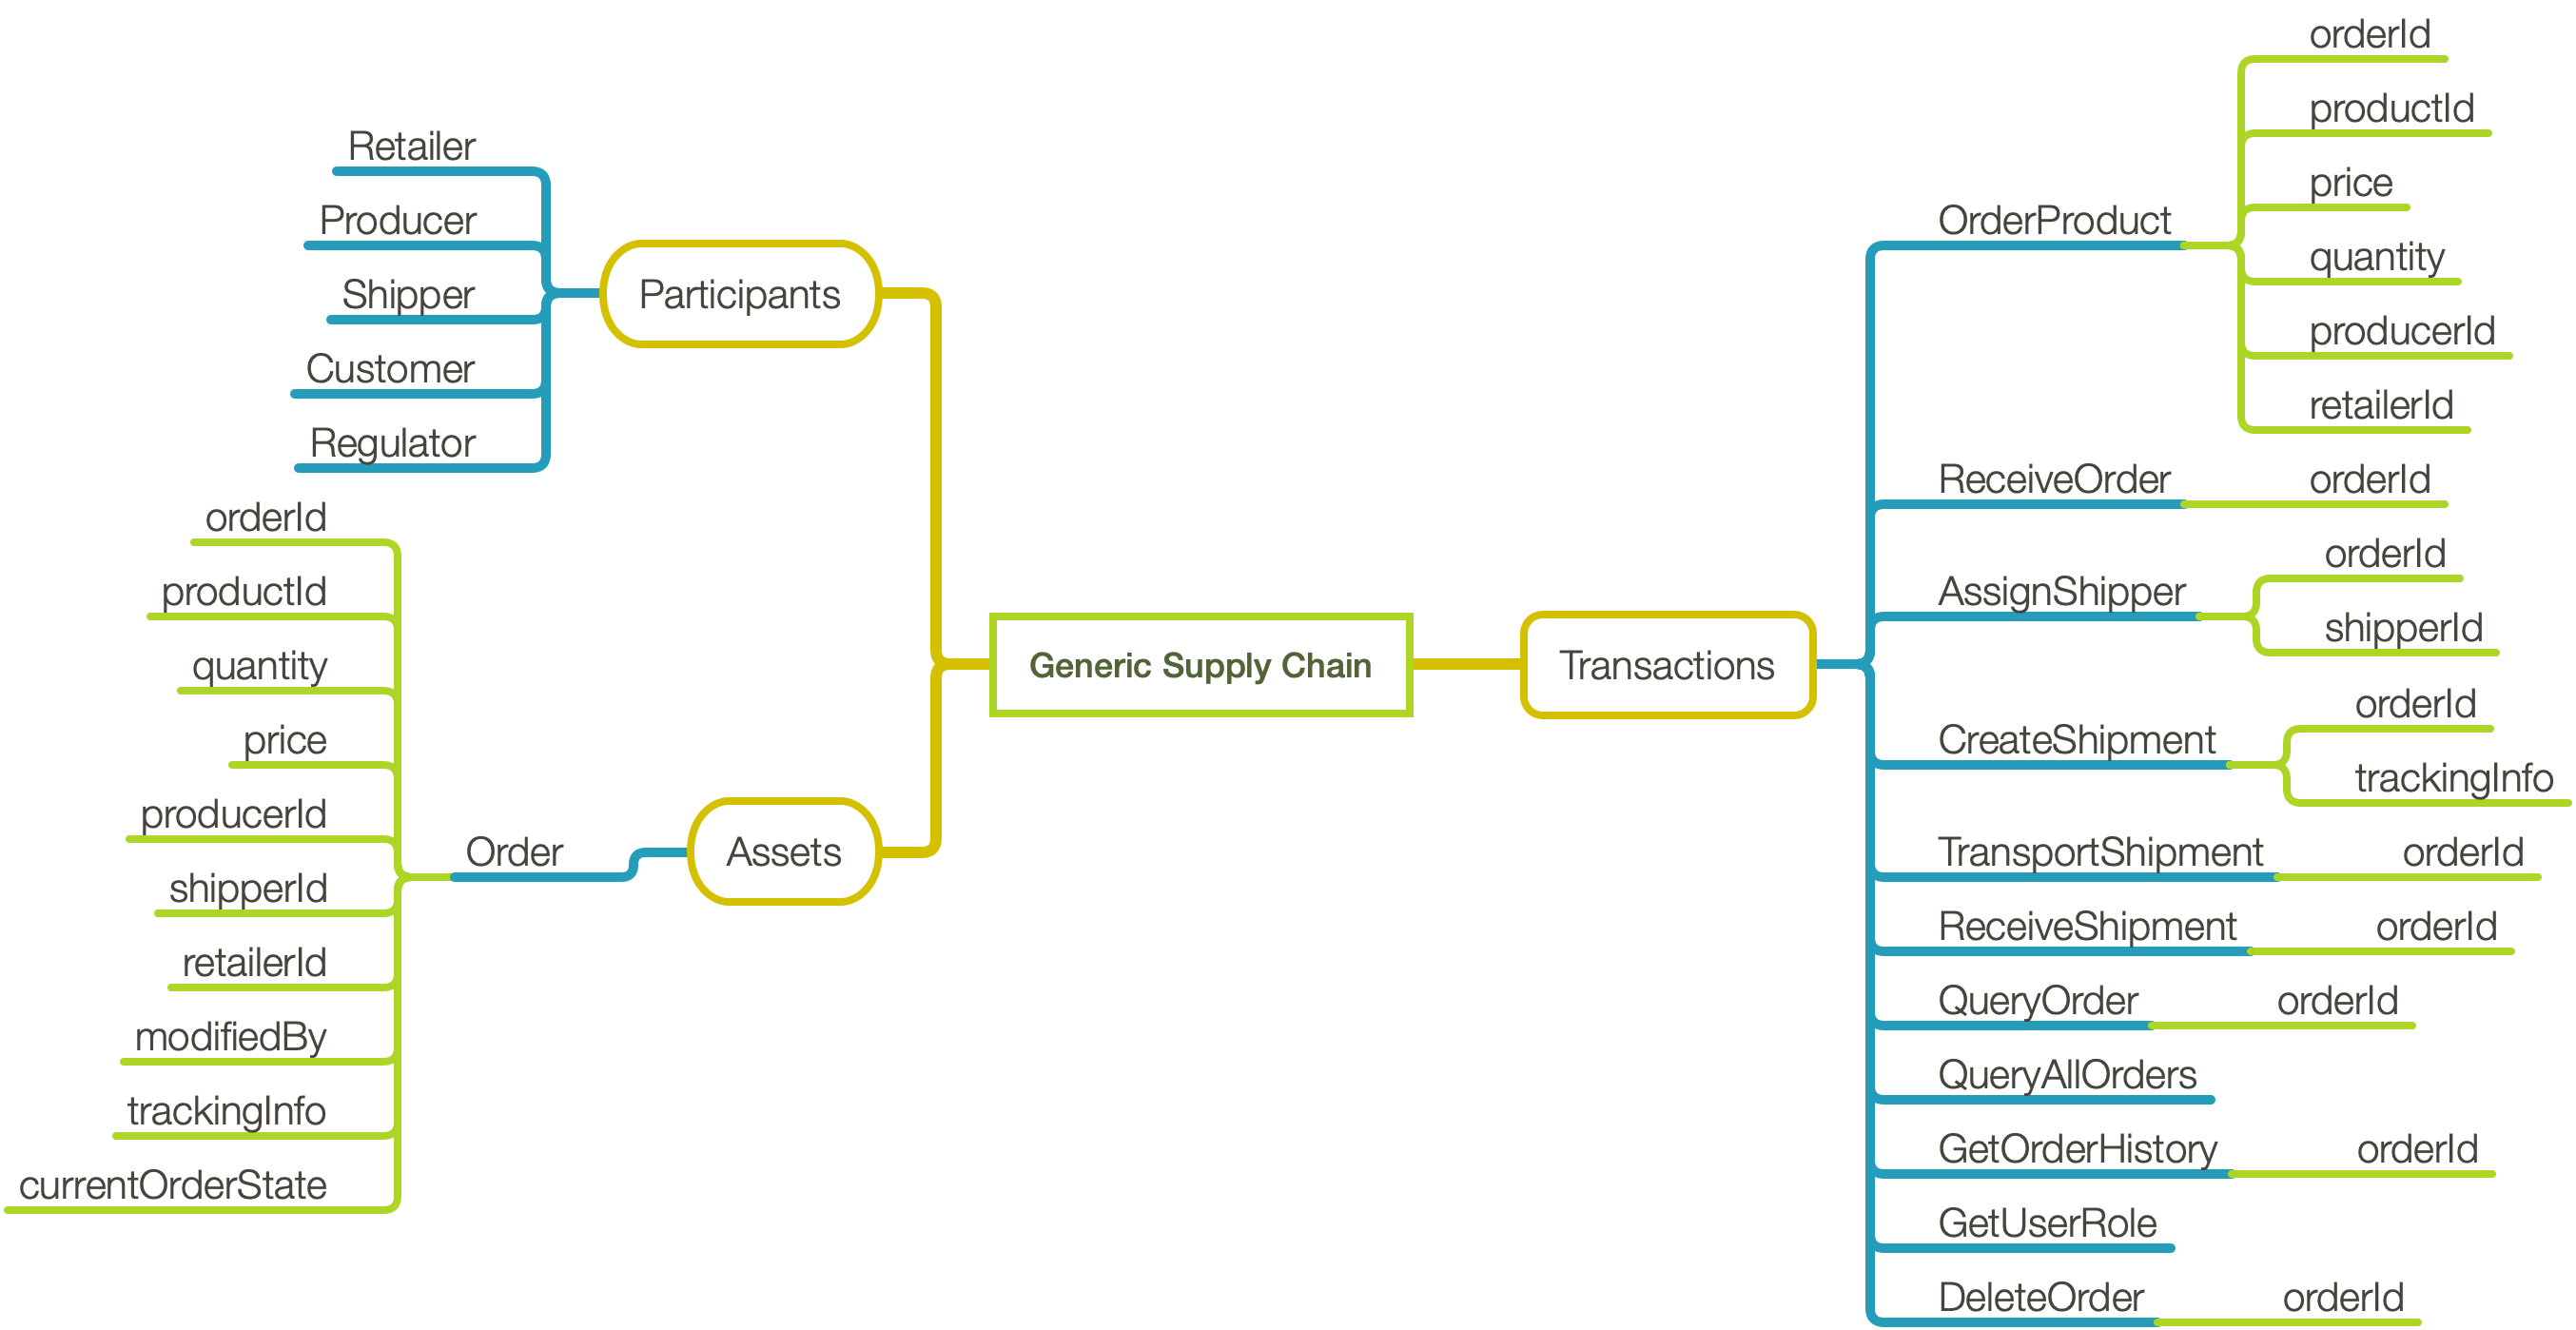 Generic Supply Chain
Participants
Retailer
Producer
Shipper
Customer
Regulator
Assets
Order
orderId
productId
quantity
price
producerId
shipperId
retailerId
modifiedBy
trackingInfo
currentOrderState
Transactions
OrderProduct
orderId
productId
price
quantity
producerId
retailerId
ReceiveOrder
orderId
AssignShipper
orderId
shipperId
CreateShipment
orderId
trackingInfo
TransportShipment
orderId
ReceiveShipment
orderId
QueryOrder
orderId
QueryAllOrders
GetOrderHistory
orderId
GetUserRole
DeleteOrder
orderId